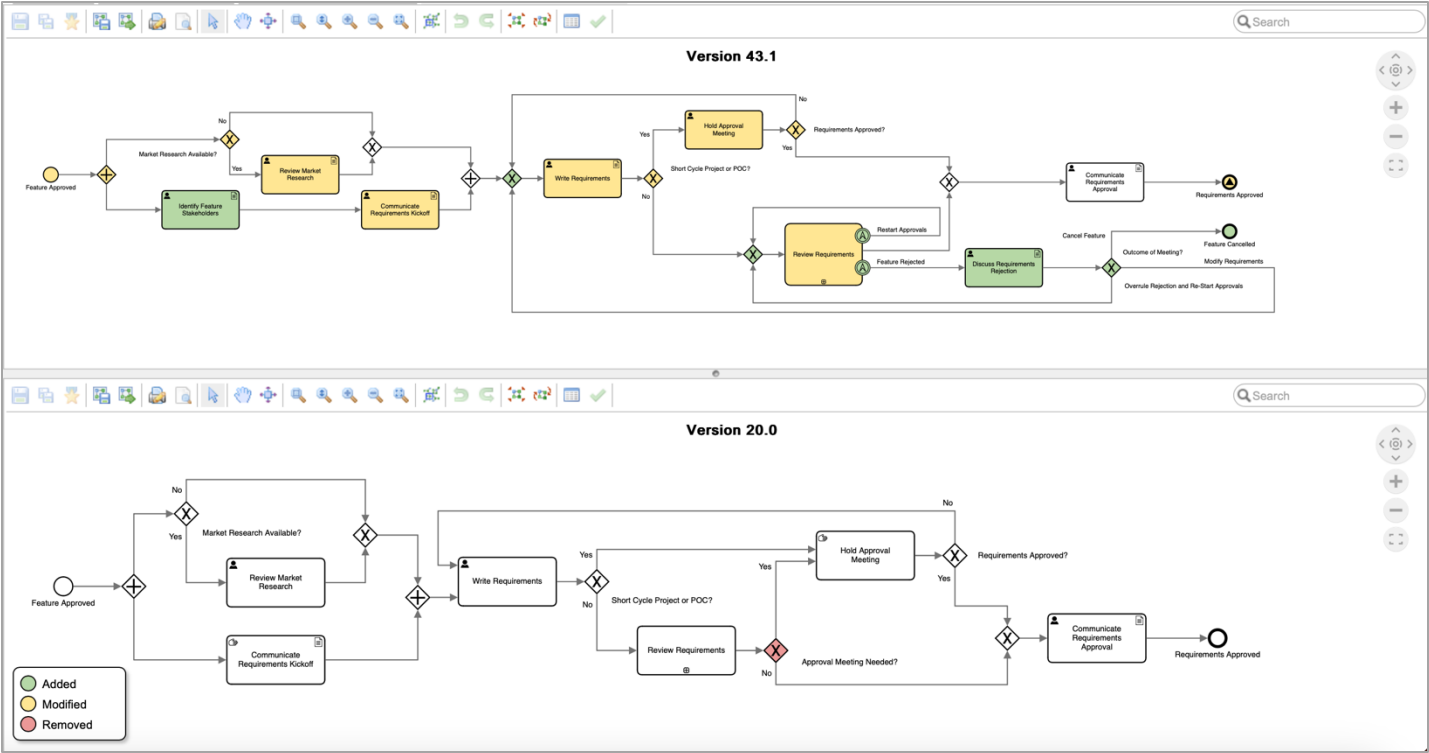 Search
Version 43.1
No
Market Research Available?
Yes
Review Market
Research
Feature Approved
Identify Feature
Stakeholders
Communicate
Requirements Kickoff
Write Requirements
No
Yes
Hold Approval
Meeting
Requirements Approved?
Yes
Short Cycle Project or POC?
No
Communicate
Requirements
Approval
Requirements Approved
Restart Approvals
Review Requirements
Feature Rejected
Discuss Requirements
Rejection
Cancel Feature
Feature Cancelled
Outcome of Meeting?
Modify Requirements
Overrule Rejection and Re-Start Approvals
Search
Version 20.0
No
Market Research Available?
Yes
Review Market
Research
Feature Approved
Communicate
Requirements Kickoff
Write Requirements
No
Yes
Hold Approval
Meeting
Requirements Approved?
Yes
Yes
Short Cycle Project or POC?
No
Review Requirements
Approval Meeting Needed?
No
Communicate
Requirements
Approval
Requirements Approved
Added
Modified
Removed